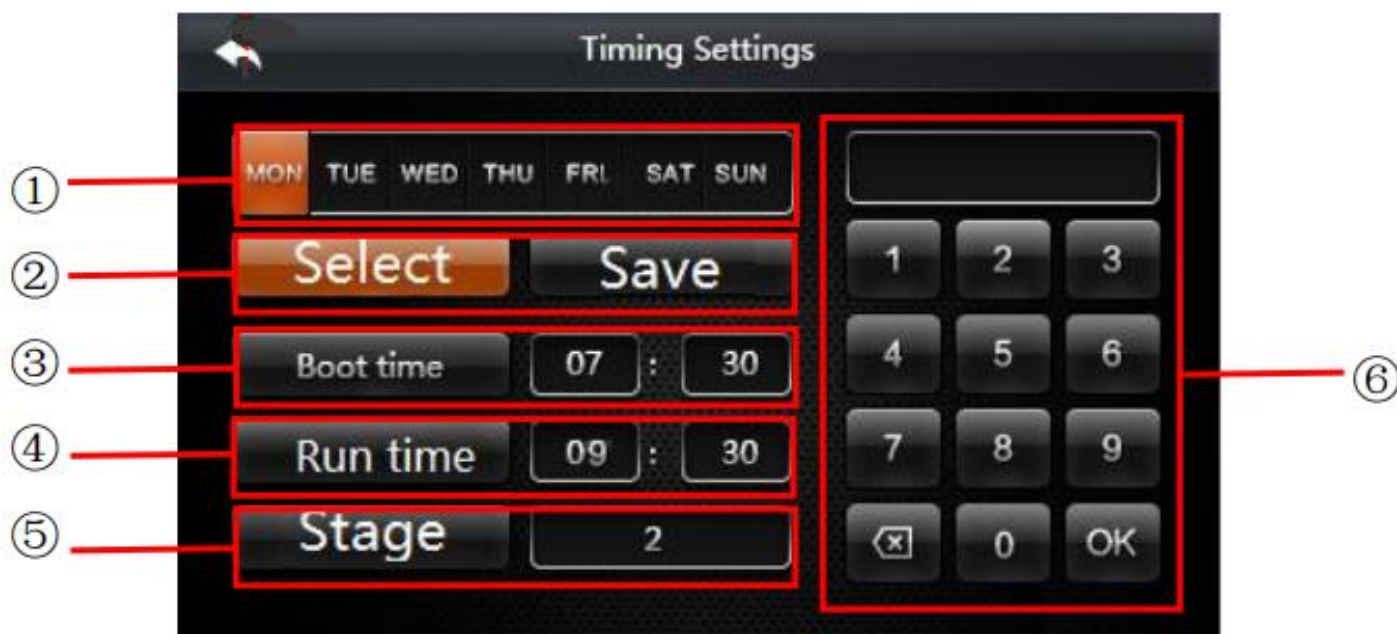 Timing Settings
① MON TUE WED THU FRI. SAT SUN
② Select Save
③ Boot time 07 : 30
④ Run time 09 : 30
⑤ Stage 2
⑥
1 2 3
4 5 6
7 8 9
0 OK